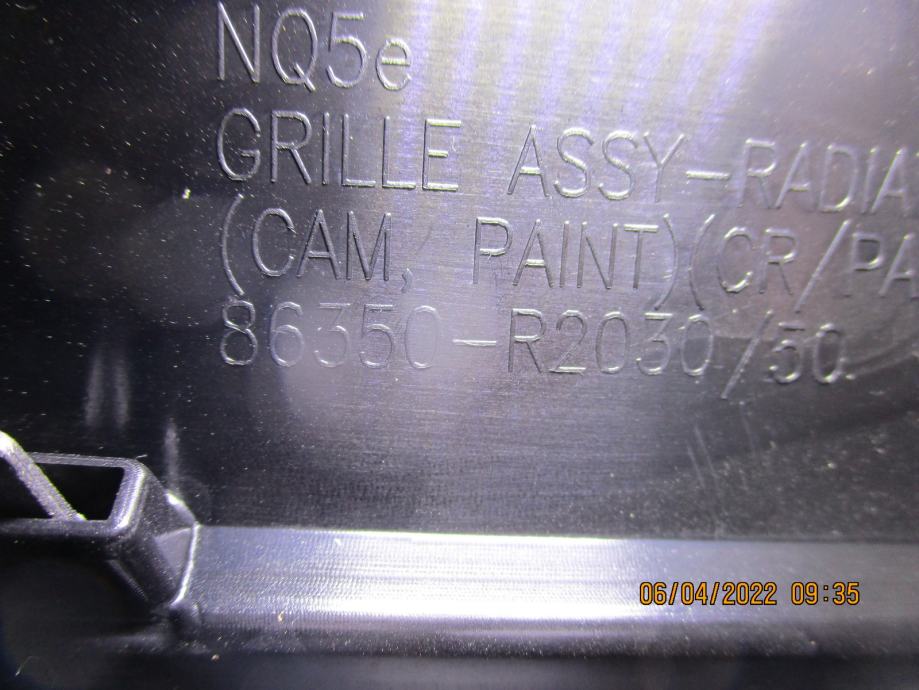 NQ5e
GRILLE ASSY-RADIA
(CAM, PAINT)(CR/PA
86350-R2030/50
06/04/2022 09:35